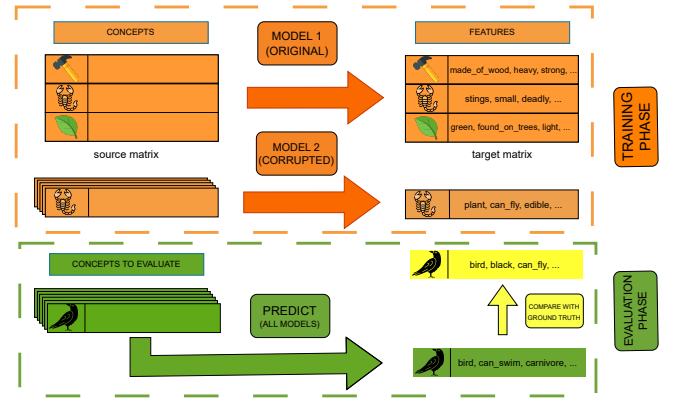 CONCEPTS
MODEL 1
(ORIGINAL)
FEATURES
made_of_wood, heavy, strong, ...
stings, small, deadly, ...
green, found_on_trees, light, ...
source matrix
MODEL 2
(CORRUPTED)
target matrix
plant, can_fly, edible, ...
TRAINING
PHASE
CONCEPTS TO EVALUATE
bird, black, can_fly, ...
PREDICT
(ALL MODELS)
COMPARE WITH
GROUND TRUTH
bird, can_swim, carnivore, ...
EVALUATION
PHASE